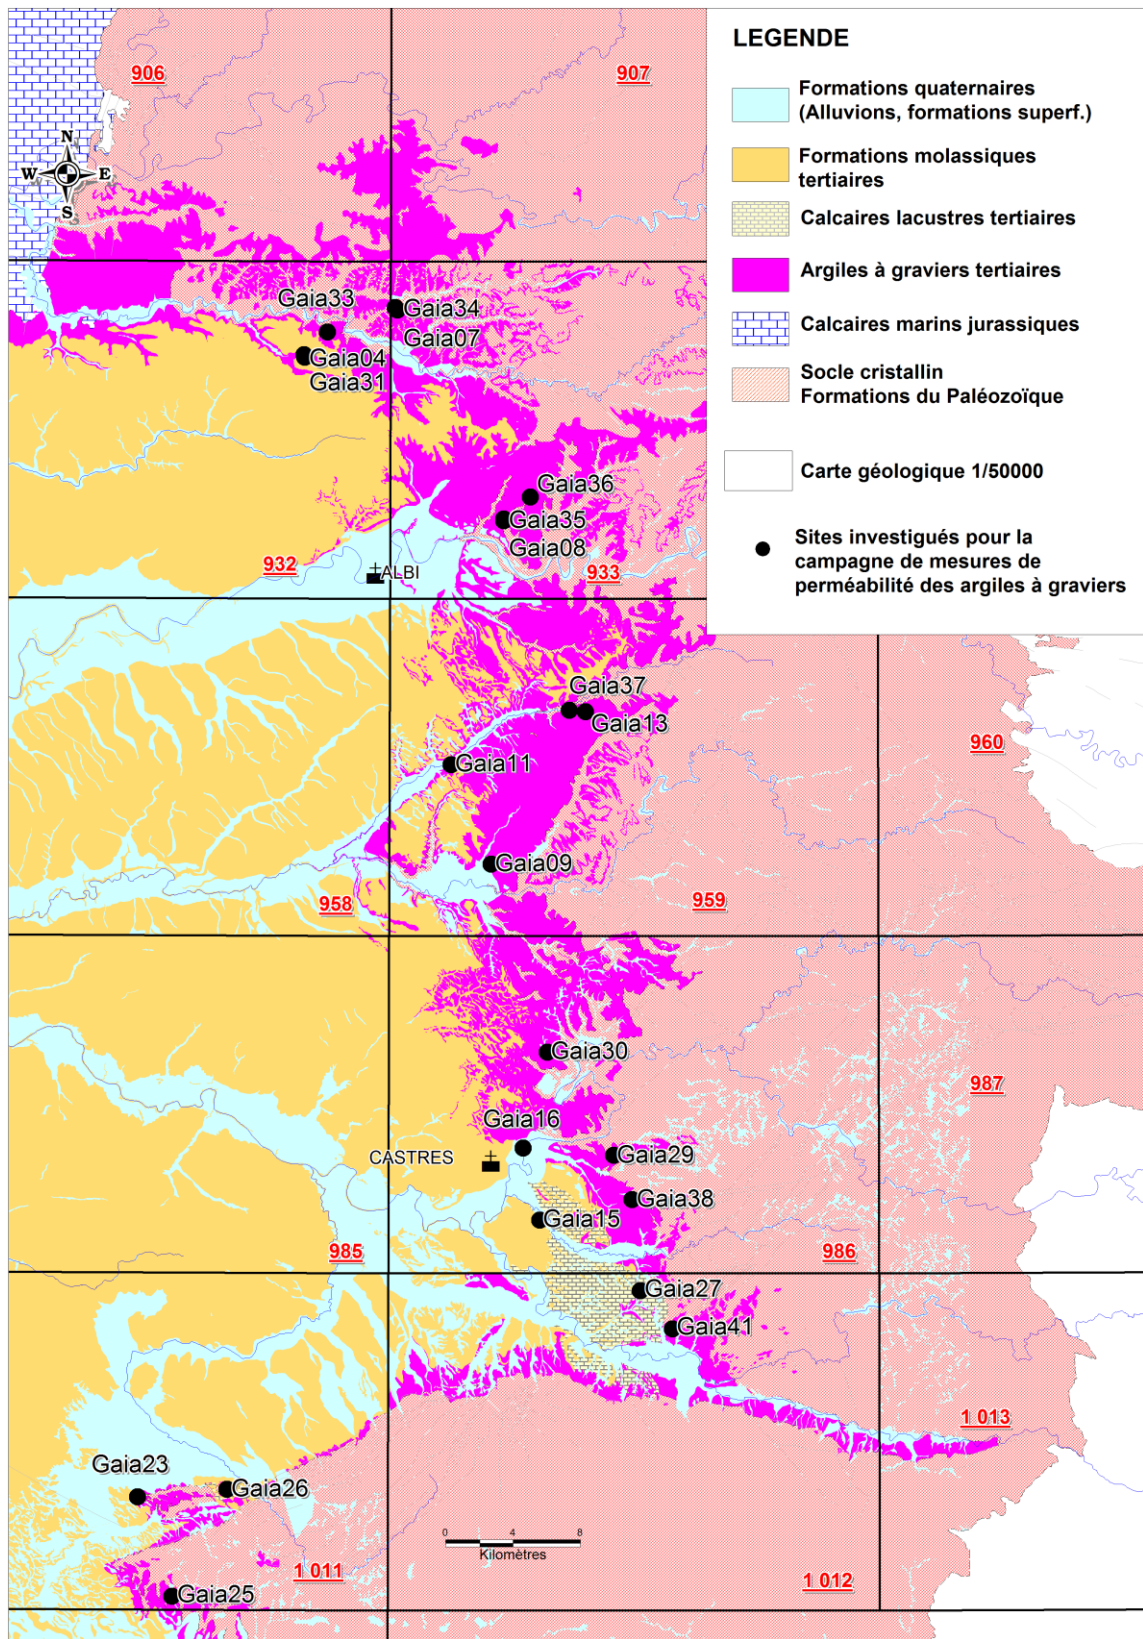 LEGENDE
Formations quaternaires
(Alluvions, formations superf.)
Formations molassiques
tertiaires
Calcaires lacustres tertiaires
Argiles à graviers tertiaires
Calcaires marins jurassiques
Socle cristallin
Formations du Paléozoïque
Carte géologique 1/50000
Sites investigués pour la
campagne de mesures de
perméabilité des argiles à graviers
906
907
N
W
E
S
Gaia33
Gaia34
Gaia07
Gaia04
Gaia31
Gaia36
Gaia35
Gaia08
932
ALBI
933
Gaia37
Gaia13
960
Gaia11
Gaia09
958
959
Gaia30
987
Gaia16
CASTRES
Gaia29
Gaia38
Gaia15
985
986
Gaia27
Gaia41
1 013
Gaia23
Gaia26
0 4 8
Kilomètres
1 011
1 012
Gaia25